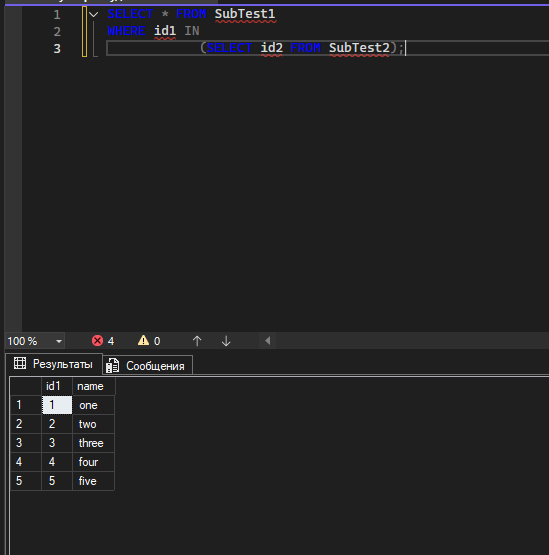 1 SELECT * FROM SubTest1
2 WHERE id1 IN
3 (SELECT id2 FROM SubTest2);
100 % 4 0
Результаты Сообщения
id1 name
1 1 one
2 2 two
3 3 three
4 4 four
5 5 five